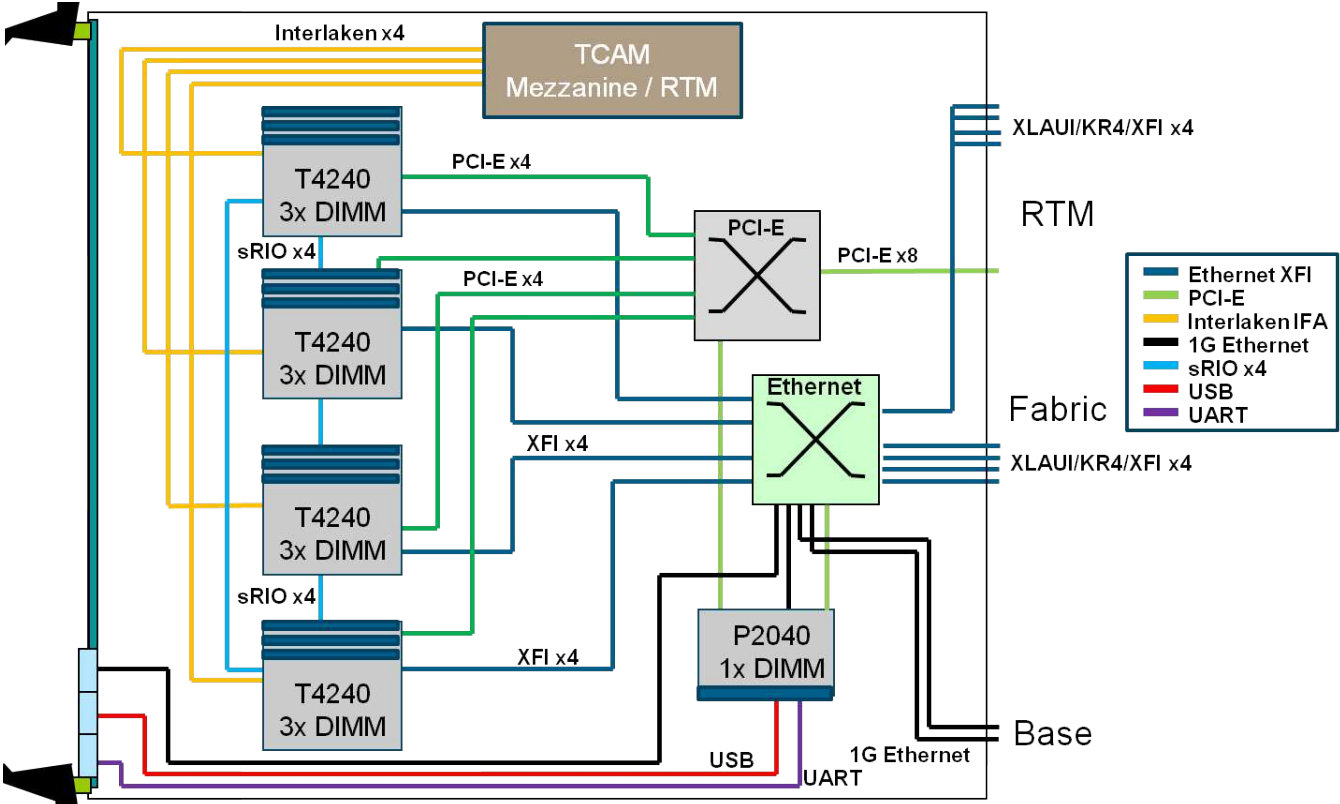 Interlaken x4
TCAM
Mezzanine / RTM
XLAUI/KR4/XFI x4
PCI-E x4
T4240
3x DIMM
RTM
PCI-E
sRIO x4
PCI-E x8
PCI-E x4
Ethernet XFI
PCI-E
Interlaken IFA
1G Ethernet
sRIO x4
USB
UART
T4240
3x DIMM
Ethernet
Fabric
XFI x4
XLAUI/KR4/XFI x4
T4240
3x DIMM
sRIO x4
P2040
1x DIMM
XFI x4
T4240
3x DIMM
Base
1G Ethernet
USB
UART